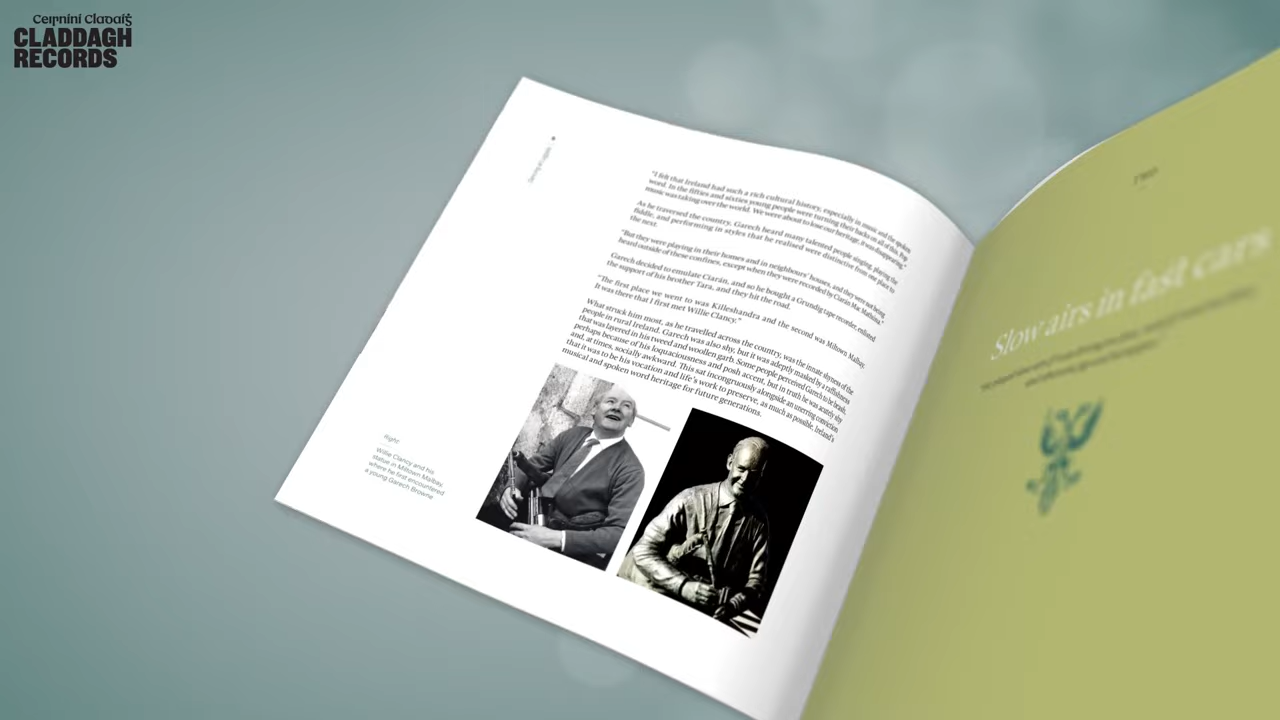 Ceirníní Cladaiġ
CLADDAGH
RECORDS
"I felt that Ireland had such a rich cultural history, especially in music and the spoken
word. In the fifties and sixties young people were turning their backs on all of this. Pop
music was taking over the world. We were about to lose our heritage, it was disappearing."
As he traversed the country, Garech heard many talented people singing, playing the
fiddle, and performing in styles that he realised were distinctive from one place to
the next.
"But they were playing in their homes and in neighbours' houses, and they were not being
heard outside of these confines, except when they were recorded by Ciarán Mac Mathúna."
Garech decided to emulate Ciarán, and so he bought a Grundig tape recorder, enlisted
the support of his brother Tara, and they hit the road.
"The first place we went to was Killeshandra and the second was Miltown Malbay.
It was there that I first met Willie Clancy."
What struck him most, as he travelled across the country, was the innate shyness of the
people in rural Ireland. Garech was also shy, but it was adeptly masked by a raffishness
that was layered in his tweed and woollen garb. Some people perceived Garech to be brash,
perhaps because of his loquaciousness and posh accent, but in truth he was acutely shy
and, at times, socially awkward. This sat incongruously alongside an unerring conviction
that it was to be his vocation and life's work to preserve, as much as possible, Ireland's
musical and spoken word heritage for future generations.
Right:
Willie Clancy and his
statue in Miltown Malbay,
where he first encountered
a young Garech Browne
TWO
Slow airs in fast cars